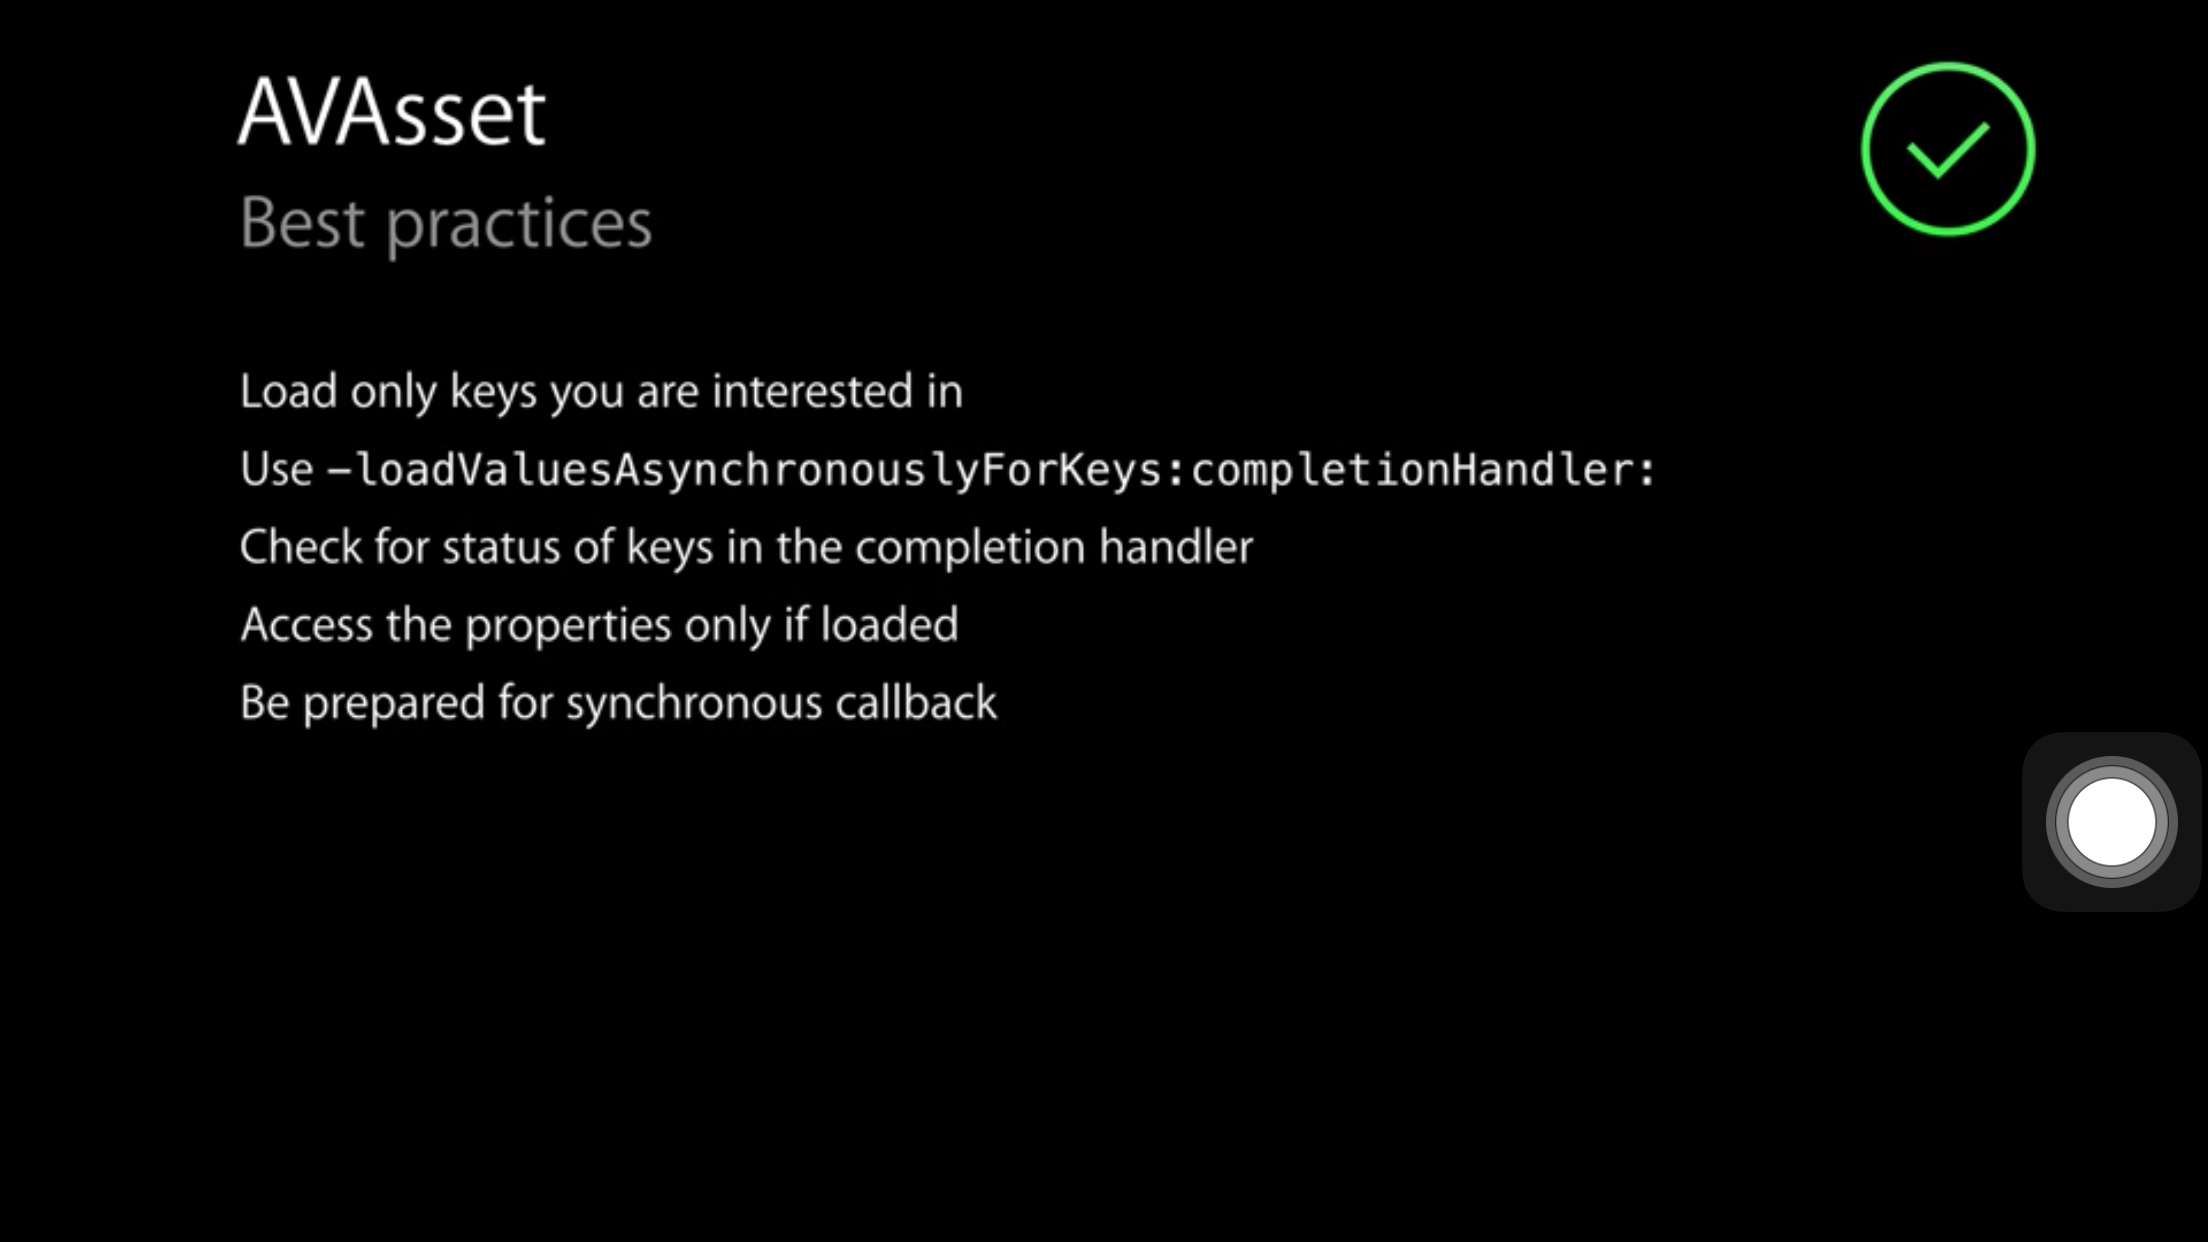 AVAsset
Best practices
Load only keys you are interested in
Use –loadValuesAsynchronouslyForKeys:completionHandler:
Check for status of keys in the completion handler
Access the properties only if loaded
Be prepared for synchronous callback